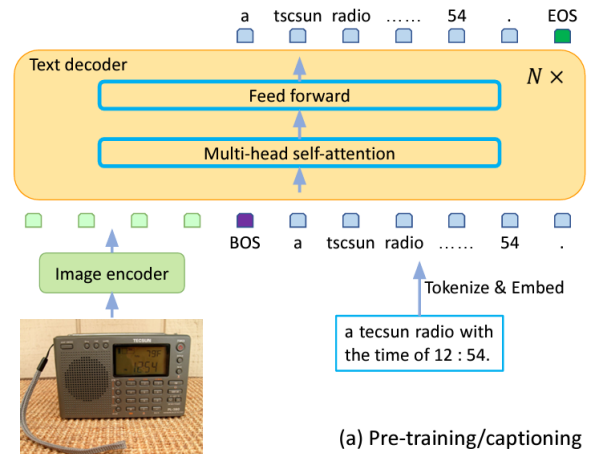 a tscsun radio …… 54 . EOS
Text decoder
N ×
Feed forward
Multi-head self-attention
BOS a tscsun radio …… 54 .
Image encoder
Tokenize & Embed
a tecsun radio with
the time of 12 : 54.
TECSUN
(a) Pre-training/captioning